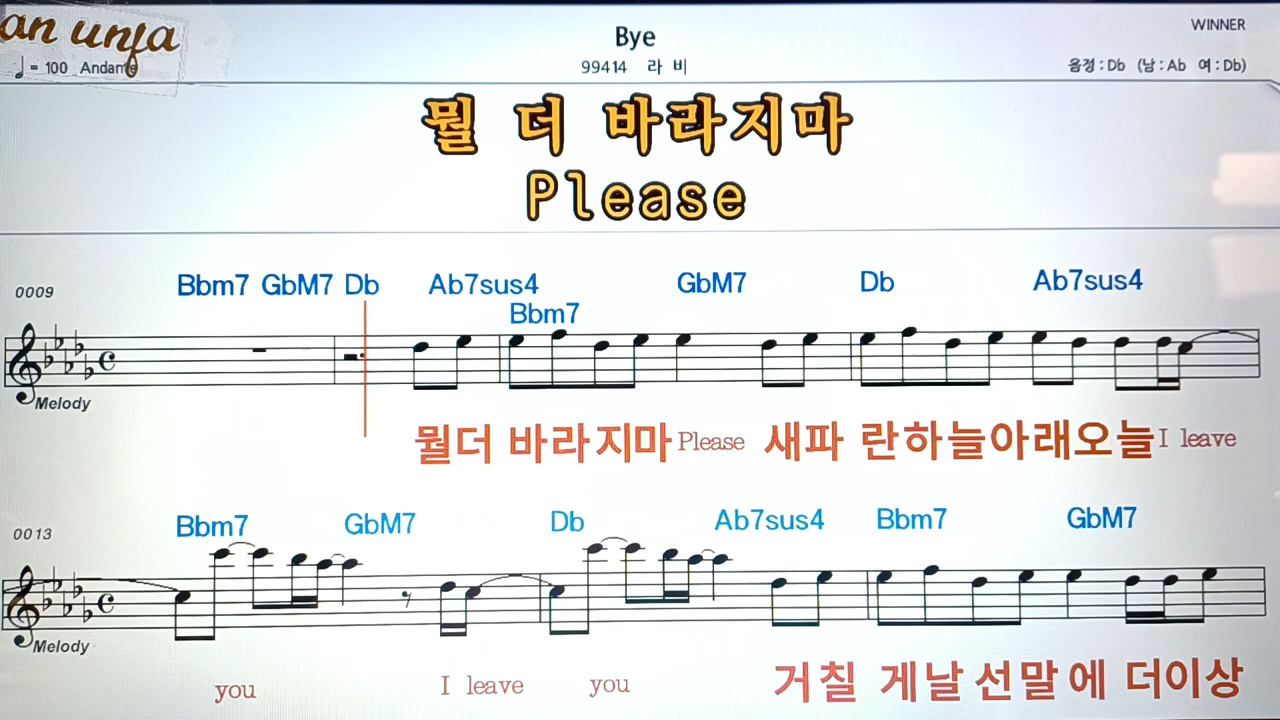 an unfa
Bye
WINNER
♩= 100 Andante
99414 라 비
음정 : Db (남 : Ab 여 : Db)
뭘 더 바라지마
Please
0009
Bbm7 GbM7 Db Ab7sus4 Bbm7 GbM7 Db Ab7sus4
Melody
뭘더 바라지마 Please 새파 란하늘아래오늘 I leave
0013
Bbm7 GbM7 Db Ab7sus4 Bbm7 GbM7
Melody
you I leave you 거칠 게날선말에 더이상